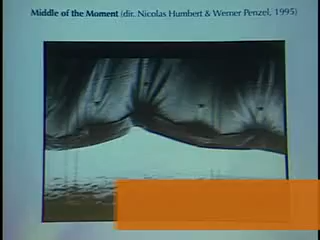 Middle of the Moment (dir. Nicolas Humbert & Werner Penzel, 1995)